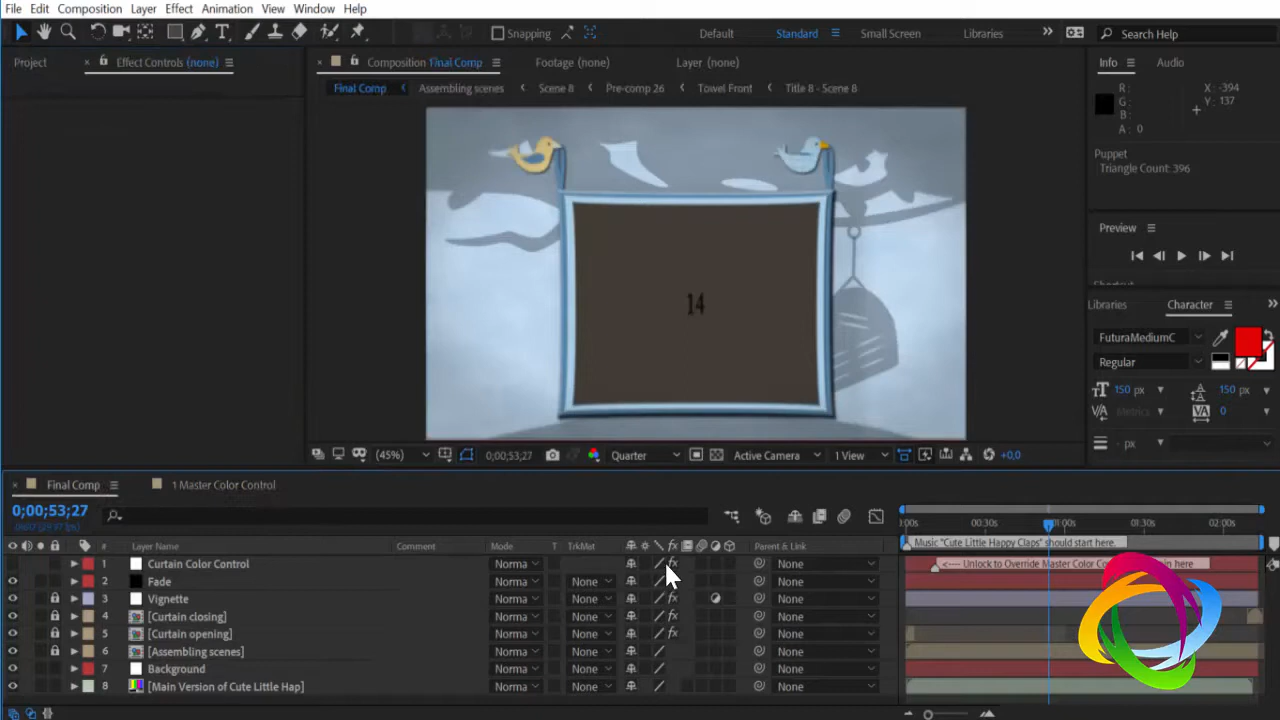 File Edit Composition Layer Effect Animation View Window Help
Snapping Default Standard Small Screen Libraries Search Help
Project Effect Controls (none) Composition Final Comp Footage (none) Layer (none) Info Audio
Final Comp Assembling scenes Scene 8 Pre-comp 26 Towel Front Title 8 - Scene 8
R : X : -394
G : Y : 137
B :
A : 0
Puppet
Triangle Count: 396
Preview
14
Libraries Character
FuturaMediumC
Regular
150 px 150 px
Metrics 0
- px
(45%) 0;00;53;27 Quarter Active Camera 1 View +0,0
Final Comp 1 Master Color Control
0;00;53;27
:00s 00:30s 01:00s 01:30s 02:00s
Music "Cute Little Happy Claps" should start here.
Layer Name Comment Mode T TrkMat Parent & Link
1 Curtain Color Control Norma None
<---- Unlock to Override Master Color
2 Fade Norma None None
3 Vignette Norma None None
4 [Curtain closing] Norma None None
5 [Curtain opening] Norma None None
6 [Assembling scenes] Norma None None
7 Background Norma None None
8 [Main Version of Cute Little Hap] Norma None None